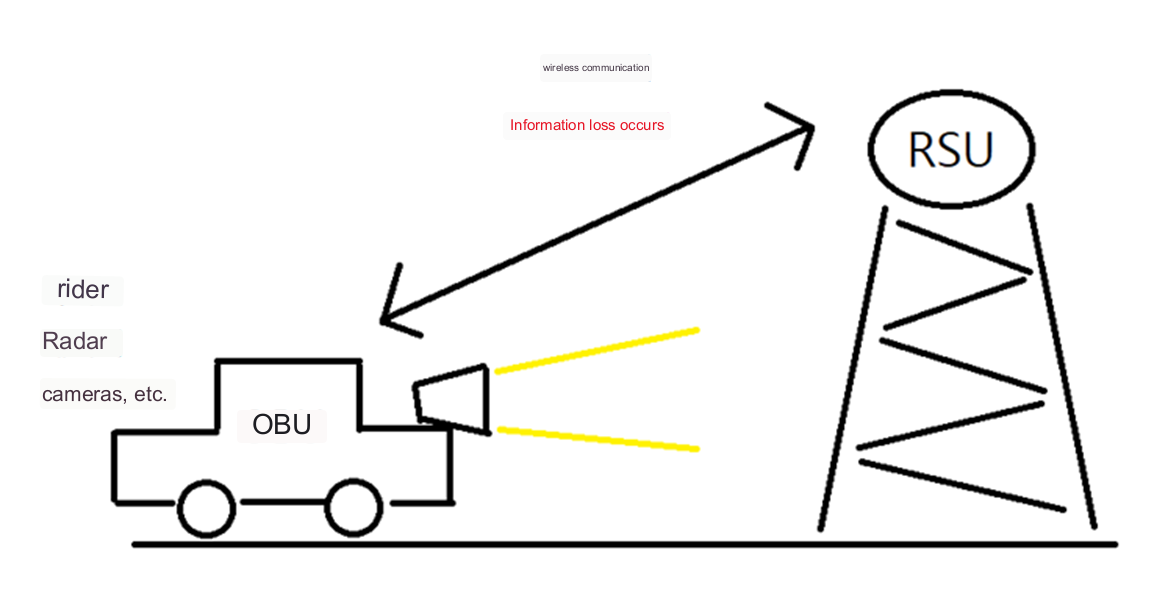 wireless communication
Information loss occurs
RSU
rider
Radar
cameras, etc.
OBU